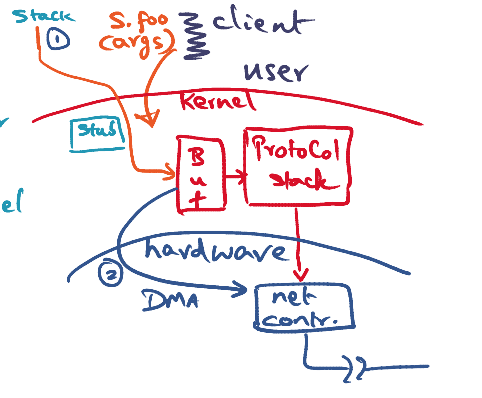 Stack
①
S.foo
(args)
client
user
Kernel
Stub
B
u
f
Protocol
stack
el
hardware
②
DMA
net
contr.